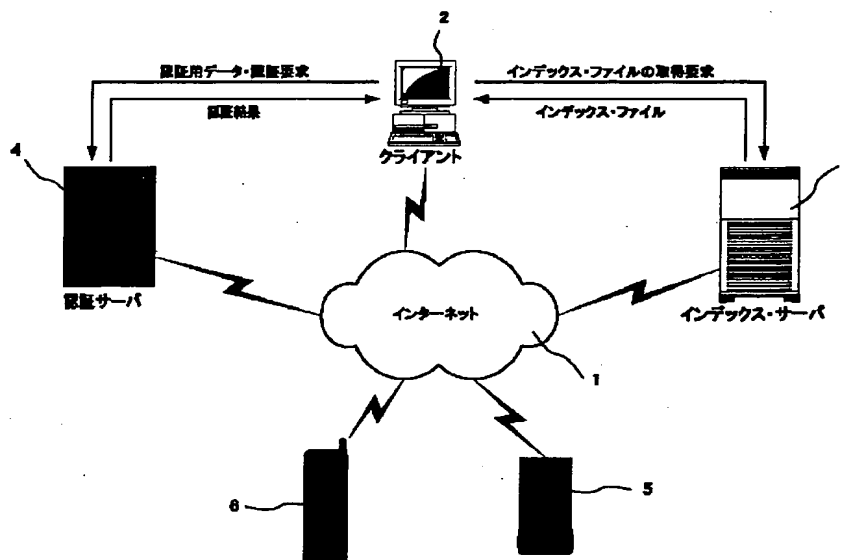 2
認証用データ・認証要求
インデックス・ファイルの取得要求
認証結果
インデックス・ファイル
クライアント
4
認証サーバ
インデックス・サーバ
インターネット
1
6
5